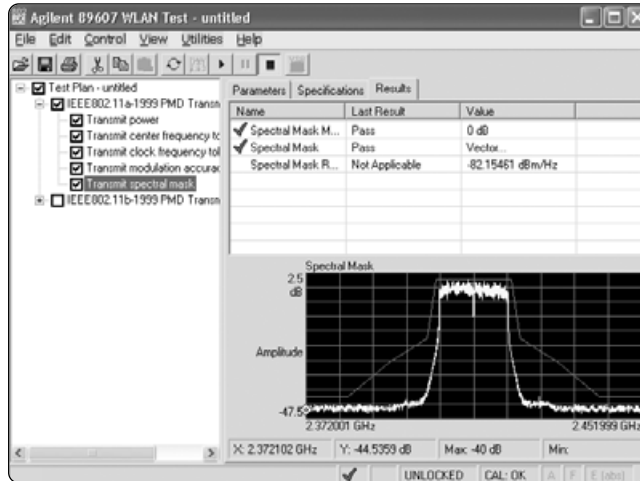 Agilent 89607 WLAN Test - untitled
File Edit Control View Utilities Help
Test Plan - untitled
IEEE802.11a-1999 PMD Transn
Transmit power
Transmit center frequency to
Transmit clock frequency tol
Transmit modulation accurac
Transmit spectral mask
IEEE802.11b-1999 PMD Transn
Parameters Specifications Results
Name Last Result Value
Spectral Mask M... Pass 0 dB
Spectral Mask Pass Vector...
Spectral Mask R... Not Applicable -82.15461 dBm/Hz
Spectral Mask
2.5
dB
Amplitude
-47.5
2.372001 GHz 2.451999 GHz
X: 2.372102 GHz Y: -44.5359 dB Max: -40 dB Min:
UNLOCKED CAL: OK A F E (abs)